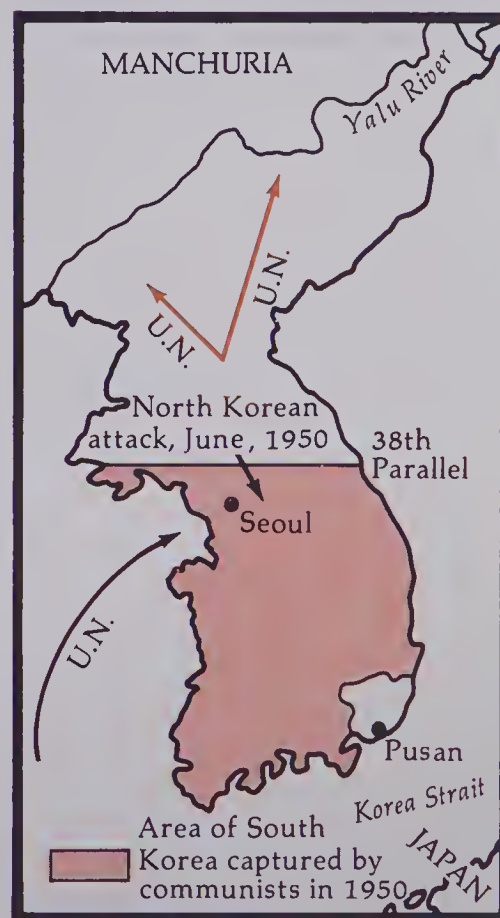 MANCHURIA
Yalu River
U.N.
U.N.
North Korean
attack, June, 1950
38th
Parallel
Seoul
U.N.
Pusan
Korea Strait
JAPAN
Area of South
Korea captured by
communists in 1950